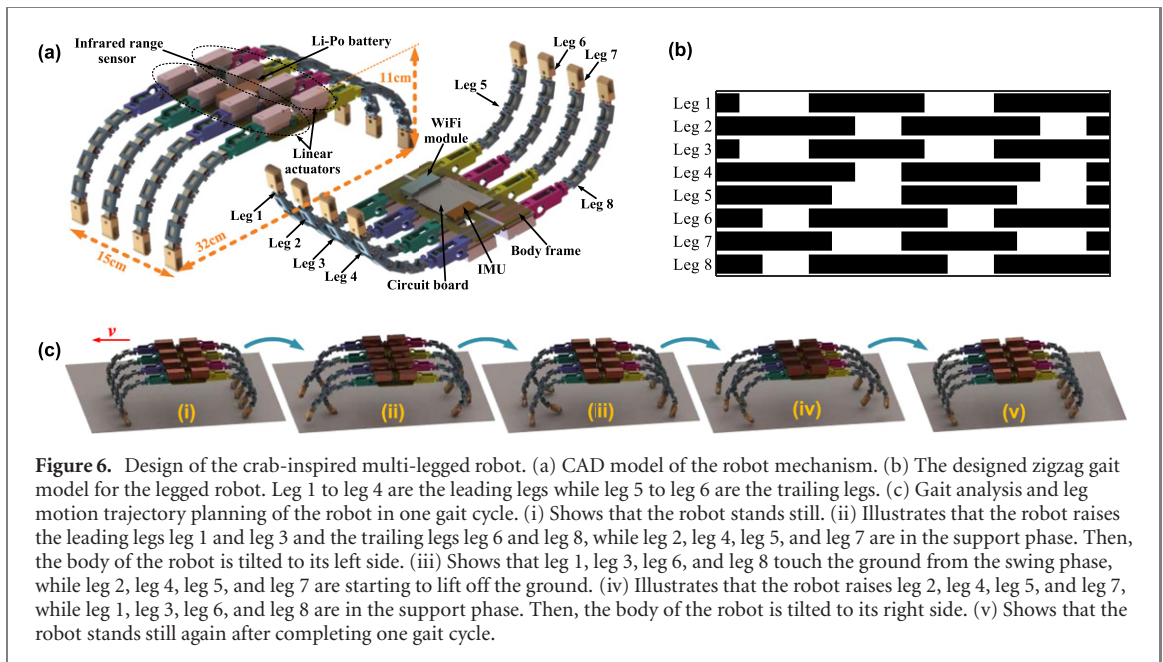 (a)
Infrared range
sensor
Li-Po battery
11cm
Leg 6
Leg 7
Leg 5
WiFi
module
Linear
actuators
Leg 1
Leg 2
Leg 3
Leg 4
Leg 8
Body frame
IMU
Circuit board
32cm
15cm
(b)
Leg 1
Leg 2
Leg 3
Leg 4
Leg 5
Leg 6
Leg 7
Leg 8
(c)
v
(i)
(ii)
(iii)
(iv)
(v)
Figure 6. Design of the crab-inspired multi-legged robot. (a) CAD model of the robot mechanism. (b) The designed zigzag gait
model for the legged robot. Leg 1 to leg 4 are the leading legs while leg 5 to leg 6 are the trailing legs. (c) Gait analysis and leg
motion trajectory planning of the robot in one gait cycle. (i) Shows that the robot stands still. (ii) Illustrates that the robot raises
the leading legs leg 1 and leg 3 and the trailing legs leg 6 and leg 8, while leg 2, leg 4, leg 5, and leg 7 are in the support phase. Then,
the body of the robot is tilted to its left side. (iii) Shows that leg 1, leg 3, leg 6, and leg 8 touch the ground from the swing phase,
while leg 2, leg 4, leg 5, and leg 7 are starting to lift off the ground. (iv) Illustrates that the robot raises leg 2, leg 4, leg 5, and leg 7,
while leg 1, leg 3, leg 6, and leg 8 are in the support phase. Then, the body of the robot is tilted to its right side. (v) Shows that the
robot stands still again after completing one gait cycle.